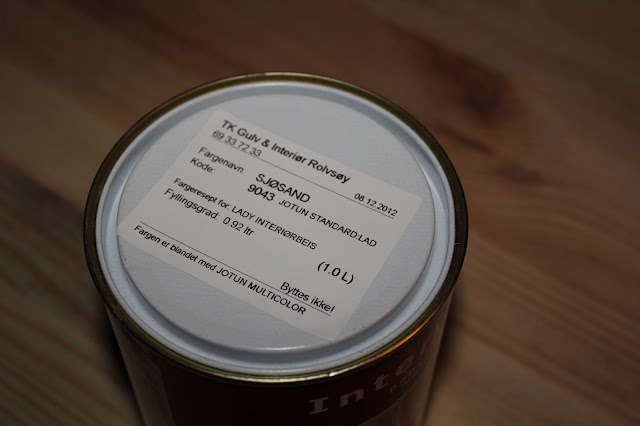 TK Gulv & Interiør Rolvsøy
69 33 72 33
08.12.2012
Fargenavn: SJØSAND
Kode: 9043 JOTUN STANDARD:LAD
Fargeresept for LADY INTERIØRBEIS
Fyllingsgrad: 0.92 ltr
(1.0 L)
Byttes ikke!
Fargen er blandet med JOTUN MULTICOLOR